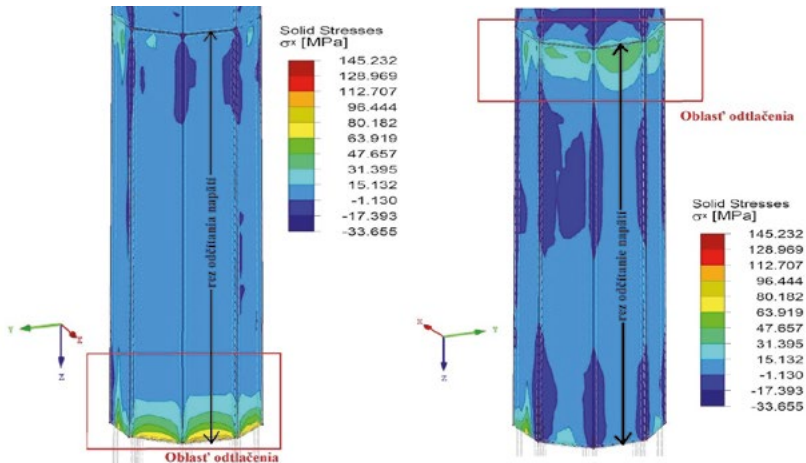 Solid Stresses
σx [MPa]
145.232
128.969
112.707
96.444
80.182
63.919
47.657
31.395
15.132
-1.130
-17.393
-33.655
rez odčítania napätí
Y
X
Z
Oblasť odtlačenia
Oblasť odtlačenia
rez odčítanie napätí
Solid Stresses
σx [MPa]
145.232
128.969
112.707
96.444
80.182
63.919
47.657
31.395
15.132
-1.130
-17.393
-33.655
X
Y
Z